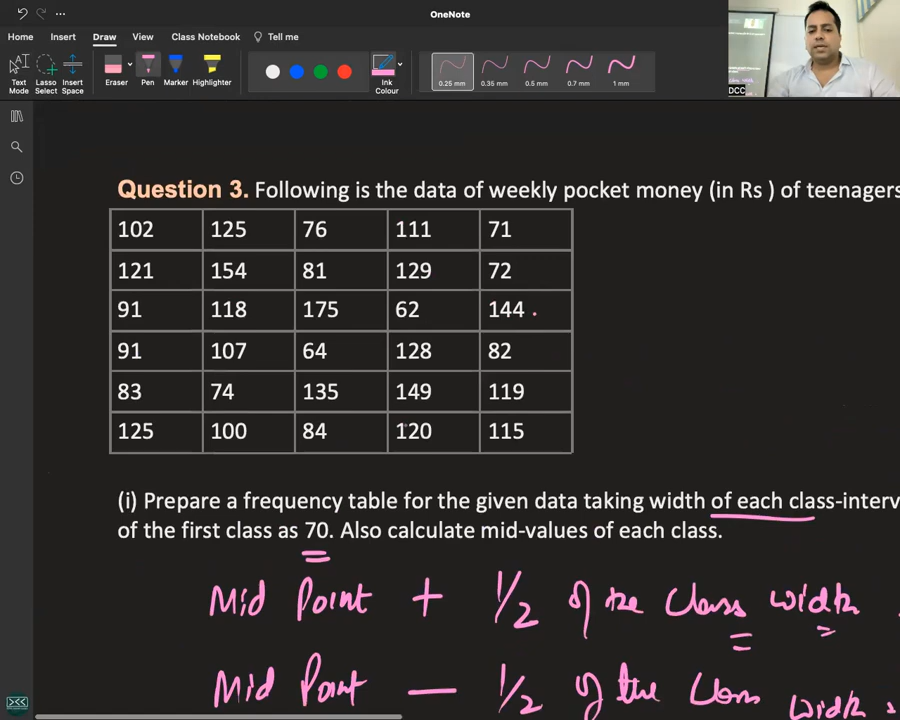 OneNote
Home Insert Draw View Class Notebook Tell me
Text Mode Lasso Select Insert Space Eraser Pen Marker Highlighter Ink Colour 0.25 mm 0.35 mm 0.5 mm 0.7 mm 1 mm
DCC
Question 3. Following is the data of weekly pocket money (in Rs ) of teenagers
102 125 76 111 71
121 154 81 129 72
91 118 175 62 144
91 107 64 128 82
83 74 135 149 119
125 100 84 120 115
(i) Prepare a frequency table for the given data taking width of each class-interv
of the first class as 70. Also calculate mid-values of each class.
Mid Point + 1/2 of the Class width
Mid Point — 1/2 of the Class width